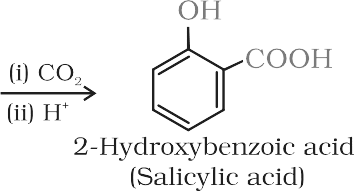 OH
COOH
(i) CO₂
(ii) H⁺
2-Hydroxybenzoic acid
(Salicylic acid)